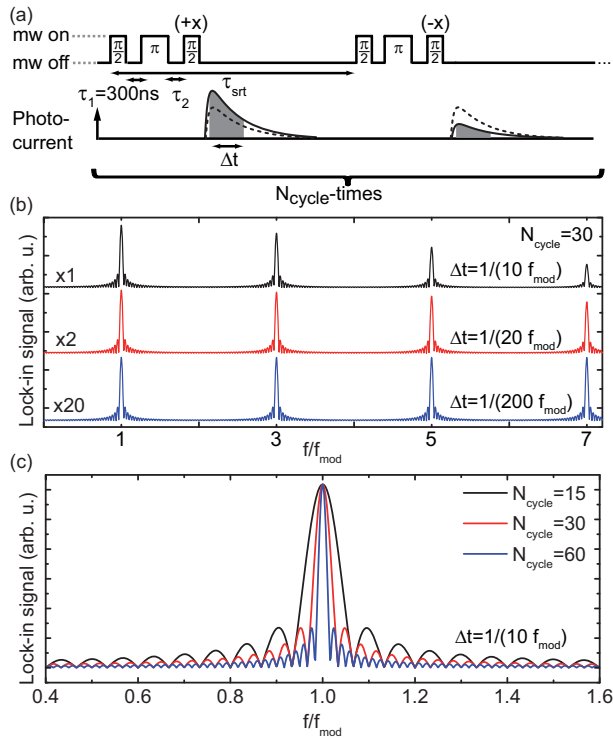 (a)
mw on
mw off
π/2
π
(+x)
π/2
π/2
π
(-x)
π/2
τ1=300ns
τ2
τsrt
Photo-
current
Δt
Ncycle-times
(b)
Ncycle=30
x1
Δt=1/(10 fmod)
x2
Δt=1/(20 fmod)
x20
Δt=1/(200 fmod)
Lock-in signal (arb. u.)
1 3 5 7
f/fmod
(c)
Ncycle=15
Ncycle=30
Ncycle=60
Δt=1/(10 fmod)
Lock-in signal (arb. u.)
0.4 0.6 0.8 1.0 1.2 1.4 1.6
f/fmod